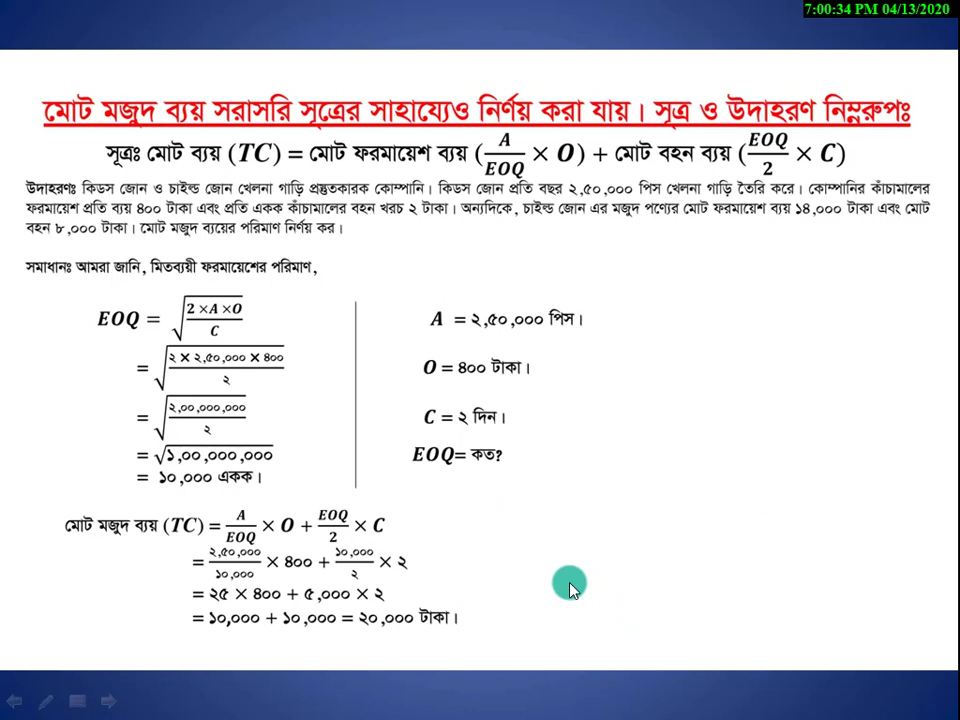 7:00:34 PM 04/13/2020
মোট মজুদ ব্যয় সরাসরি সূত্রের সাহায্যেও নির্ণয় করা যায়। সূত্র ও উদাহরণ নিম্নরুপঃ
সূত্রঃ মোট ব্যয় (TC) = মোট ফরমায়েশ ব্যয় (A/EOQ × O) + মোট বহন ব্যয় (EOQ/2 × C)
উদাহরণঃ কিডস জোন ও চাইল্ড জোন খেলনা গাড়ি প্রস্তুতকারক কোম্পানি। কিডস জোন প্রতি বছর ২,৫০,০০০ পিস খেলনা গাড়ি তৈরি করে। কোম্পানির কাঁচামালের
ফরমায়েশ প্রতি ব্যয় ৪০০ টাকা এবং প্রতি একক কাঁচামালের বহন খরচ ২ টাকা। অন্যদিকে, চাইল্ড জোন এর মজুদ পণ্যের মোট ফরমায়েশ ব্যয় ১৪,০০০ টাকা এবং মোট
বহন ৮,০০০ টাকা। মোট মজুদ ব্যয়ের পরিমাণ নির্ণয় কর।
সমাধানঃ আমরা জানি, মিতব্যয়ী ফরমায়েশের পরিমাণ,
EOQ = √(2×A×O/C)
= √(২ × ২,৫০,০০০ × ৪০০/২)
= √(২,০০,০০০,০০০/২)
= √১,০০,০০০,০০০
= ১০,০০০ একক।
A = ২,৫০,০০০ পিস।
O = ৪০০ টাকা।
C = ২ দিন।
EOQ= কত?
মোট মজুদ ব্যয় (TC) = A/EOQ × O + EOQ/2 × C
= ২,৫০,০০০/১০,০০০ × ৪০০ + ১০,০০০/২ × ২
= ২৫ × ৪০০ + ৫,০০০ × ২
= ১০,০০০ + ১০,০০০ = ২০,০০০ টাকা।